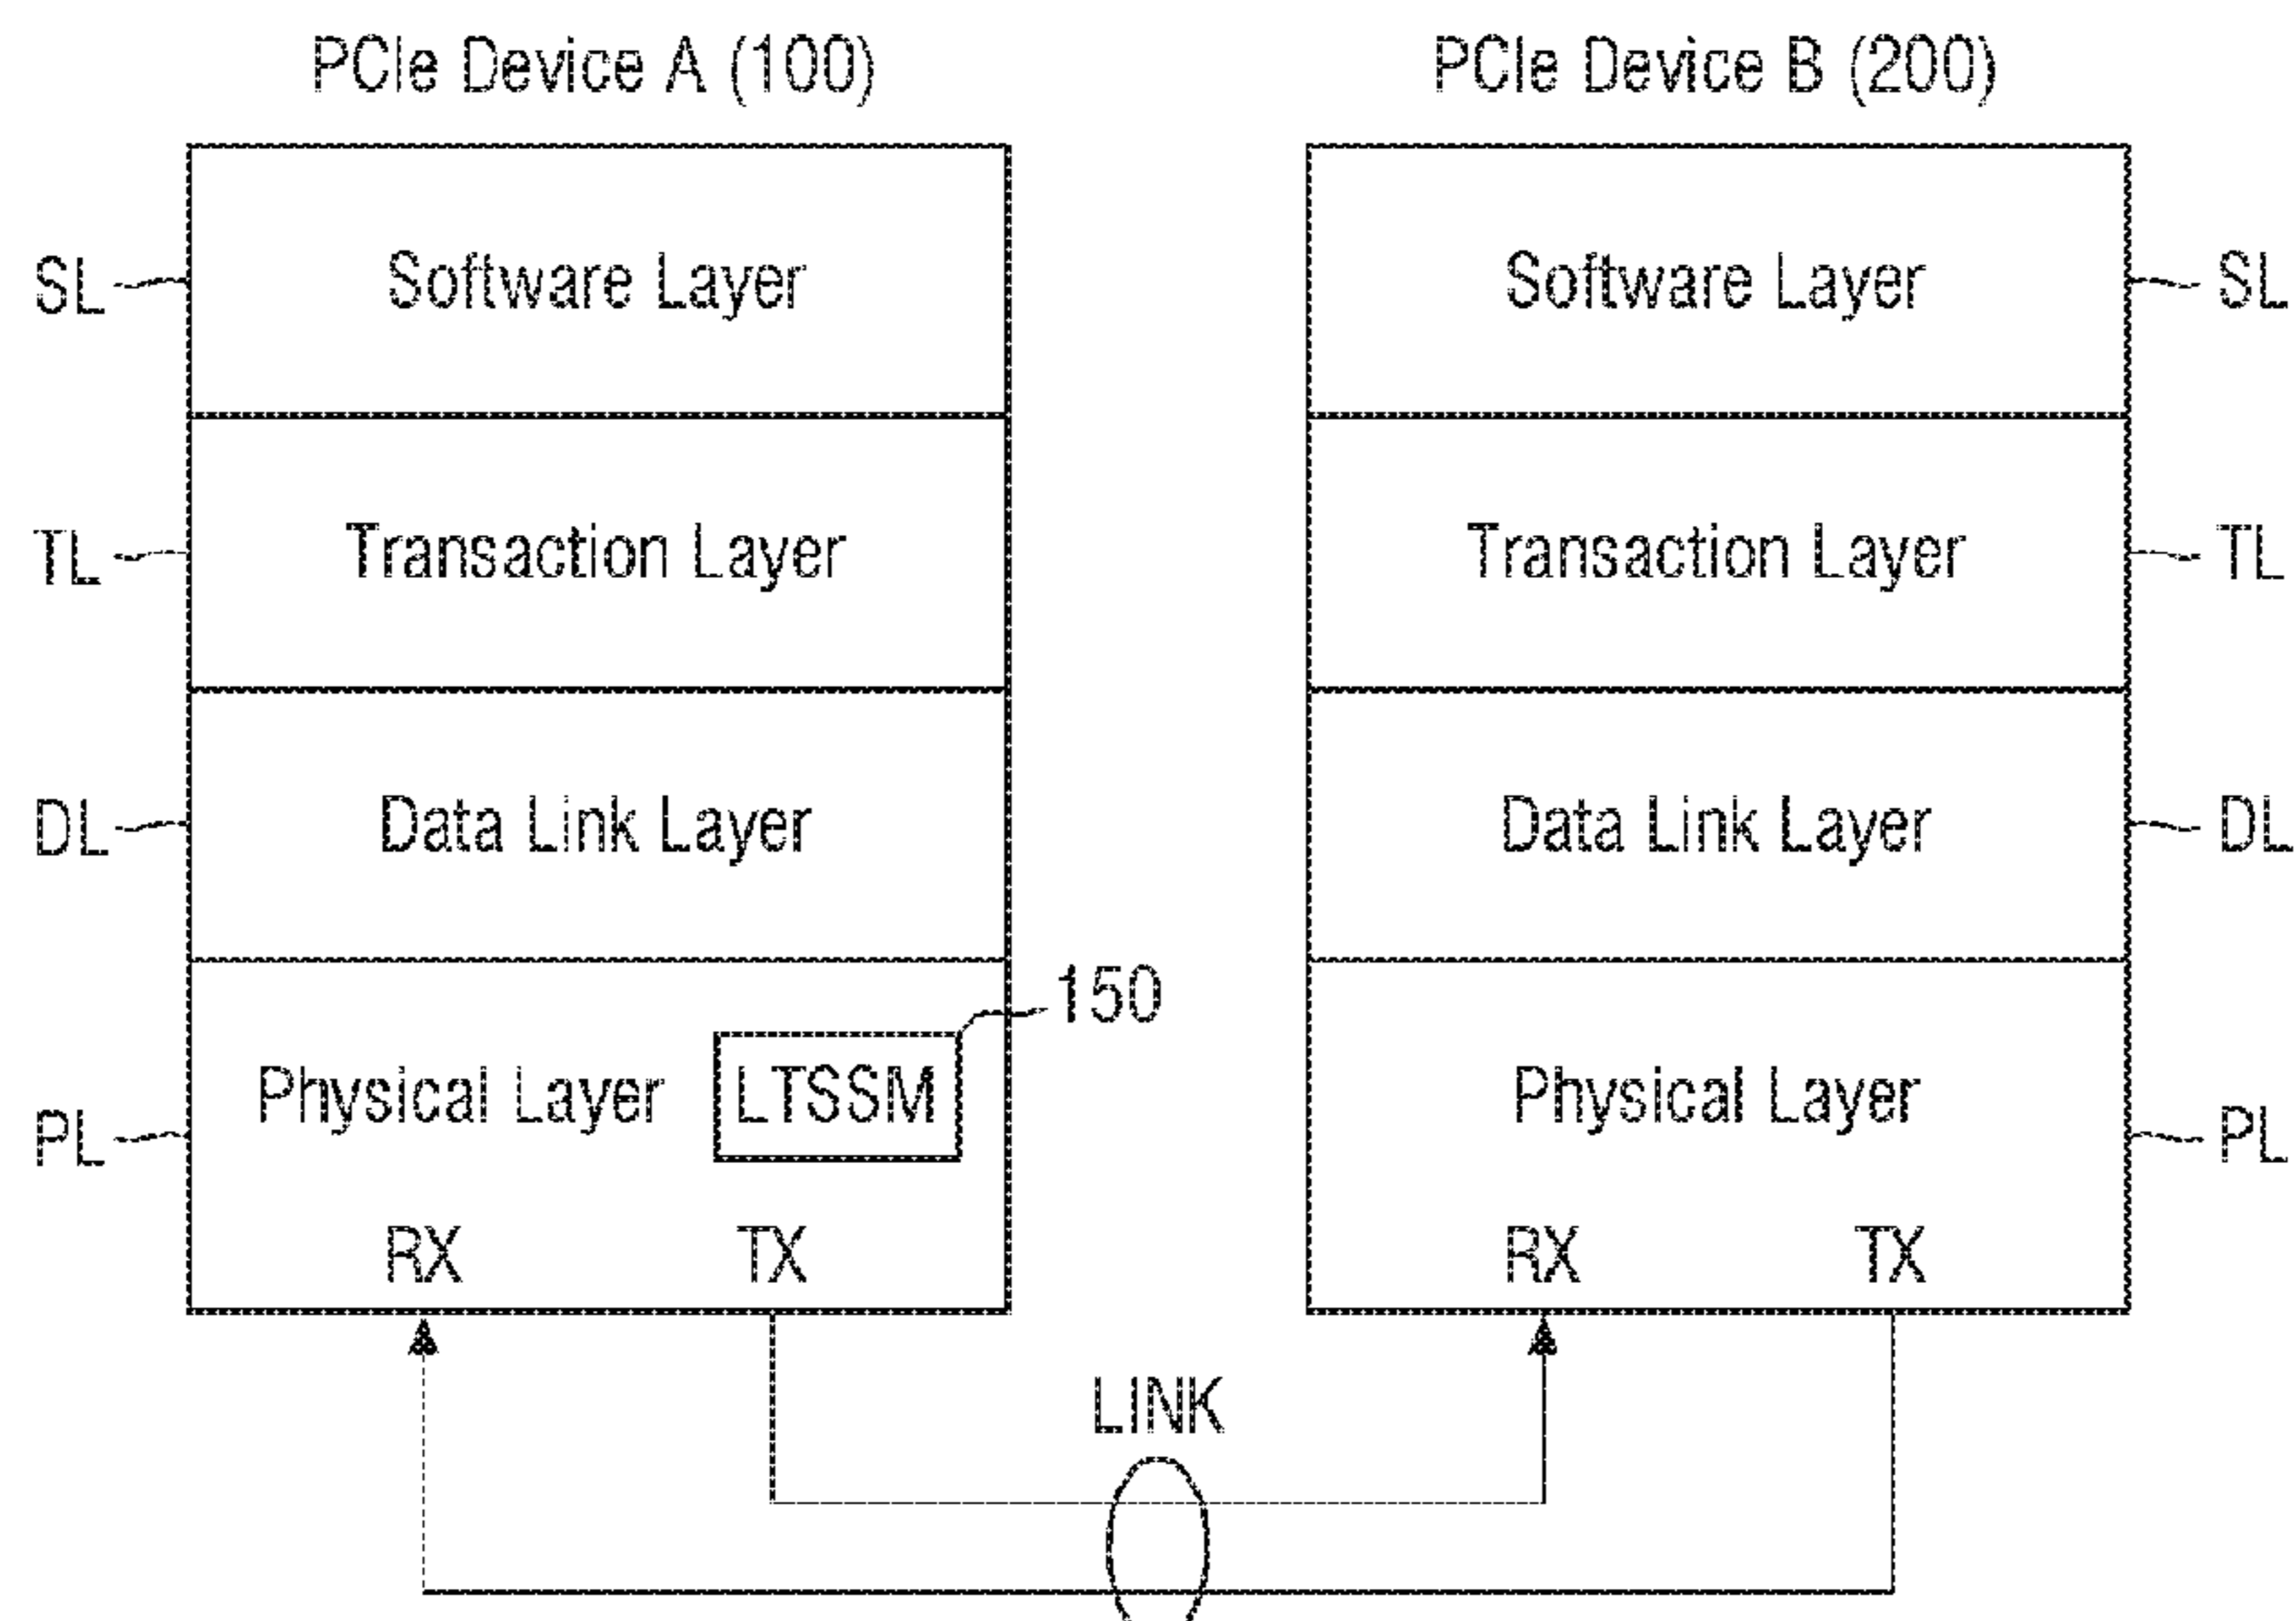 PCIe Device A (100) PCIe Device B (200)
SL Software Layer Software Layer SL
TL Transaction Layer Transaction Layer TL
DL Data Link Layer Data Link Layer DL
150
PL Physical Layer LTSSM Physical Layer PL
RX TX RX TX
LINK